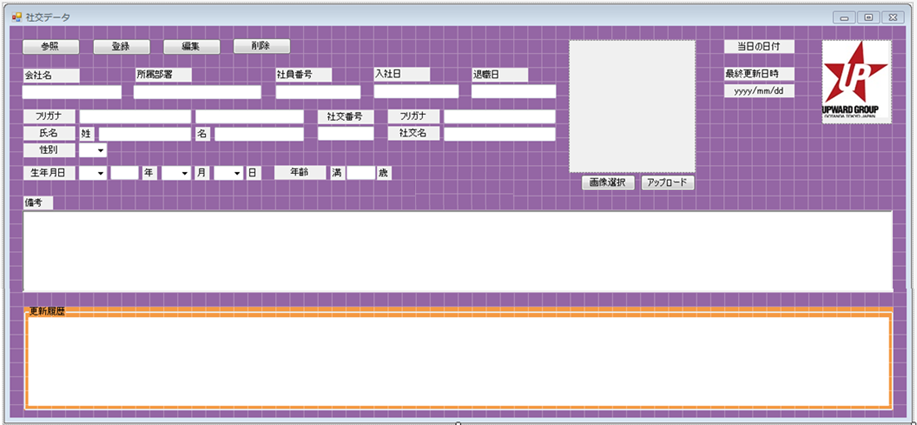 社交データ
参照 登録 編集 削除 当日の日付
会社名 所属部署 社員番号 入社日 退職日 最終更新日時
yyyy/mm/dd
フリガナ 社交番号 フリガナ
氏名 姓 名 社交名
性別
生年月日 年 月 日 年齢 満 歳
画像選択 アップロード
備考
更新履歴
UP
UPWARD GROUP
GOTANDA TOKYO JAPAN